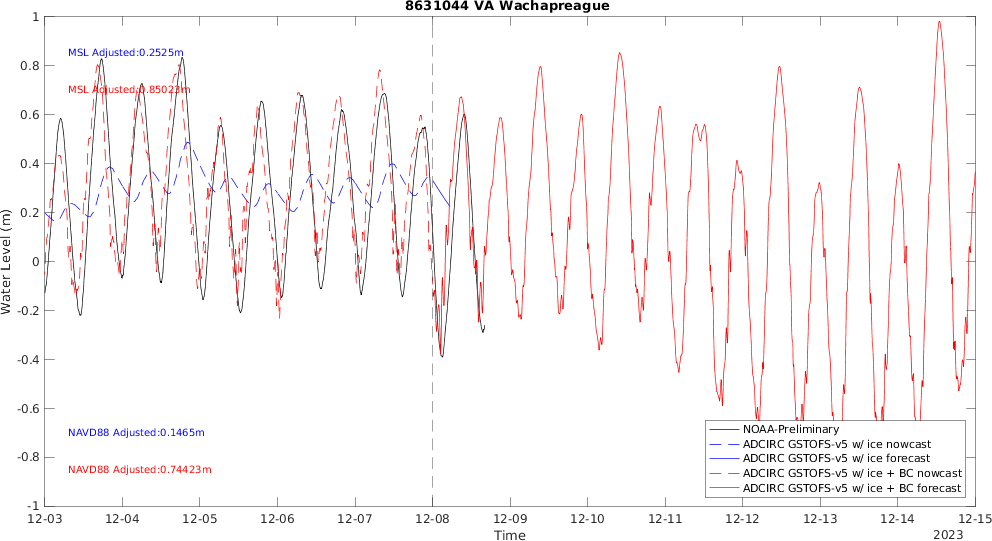 8631044 VA Wachapreague
Water Level (m)
1
0.8
0.6
0.4
0.2
0
-0.2
-0.4
-0.6
-0.8
-1
MSL Adjusted:0.2525m
MSL Adjusted:0.85023m
NAVD88 Adjusted:0.1465m
NAVD88 Adjusted:0.74423m
NOAA-Preliminary
ADCIRC GSTOFS-v5 w/ ice nowcast
ADCIRC GSTOFS-v5 w/ ice forecast
ADCIRC GSTOFS-v5 w/ ice + BC nowcast
ADCIRC GSTOFS-v5 w/ ice + BC forecast
12-03 12-04 12-05 12-06 12-07 12-08 12-09 12-10 12-11 12-12 12-13 12-14 12-15
Time
2023